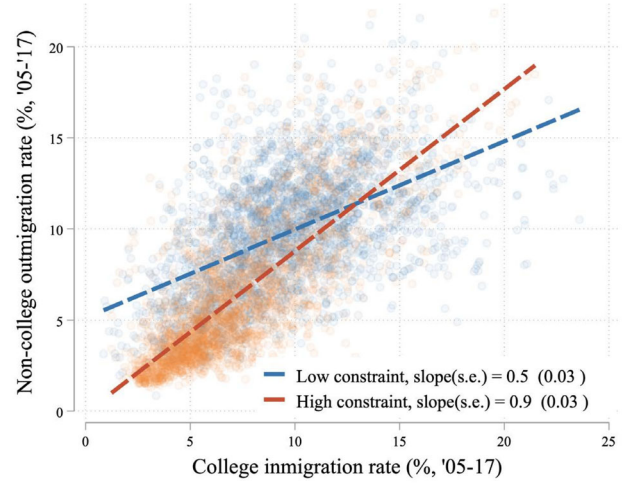 Non-college outmigration rate (%, '05-'17)
20
15
10
5
0
Low constraint, slope(s.e.) = 0.5 (0.03 )
High constraint, slope(s.e.) = 0.9 (0.03 )
0 5 10 15 20 25
College inmigration rate (%, '05-17)